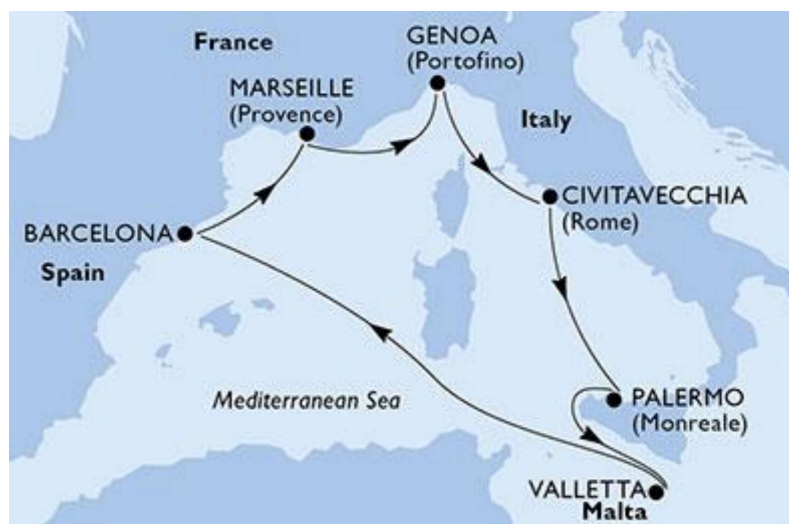 France
GENOA
(Portofino)
MARSEILLE
(Provence)
Italy
CIVITAVECCHIA
(Rome)
BARCELONA
Spain
Mediterranean Sea
PALERMO
(Monreale)
VALLETTA
Malta